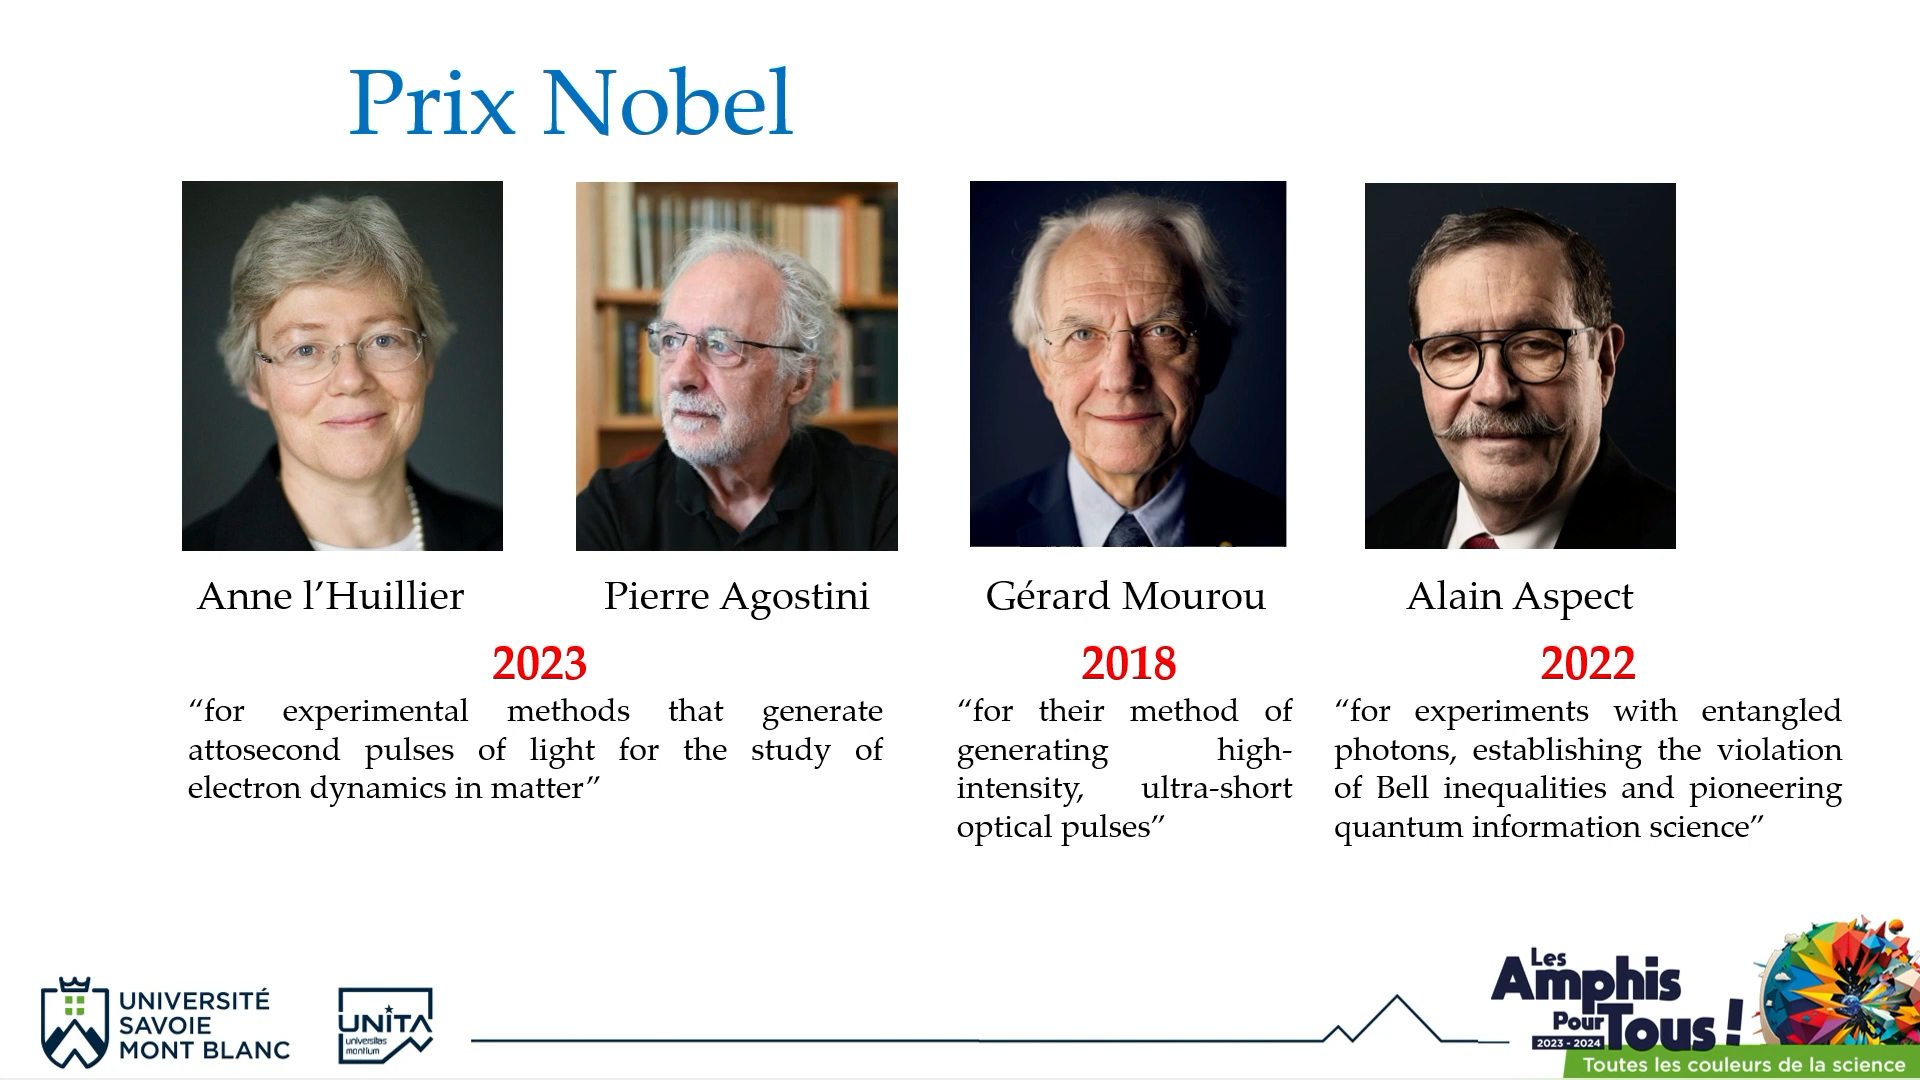 Prix Nobel
Anne l’Huillier
Pierre Agostini
Gérard Mourou
Alain Aspect
2023
“for experimental methods that generate
attosecond pulses of light for the study of
electron dynamics in matter”
2018
“for their method of
generating high-
intensity, ultra-short
optical pulses”
2022
“for experiments with entangled
photons, establishing the violation
of Bell inequalities and pioneering
quantum information science”
UNIVERSITÉ
SAVOIE
MONT BLANC
UNITA
universitas
montium
Les
Amphis
Pour
Tous !
2023 - 2024
Toutes les couleurs de la science